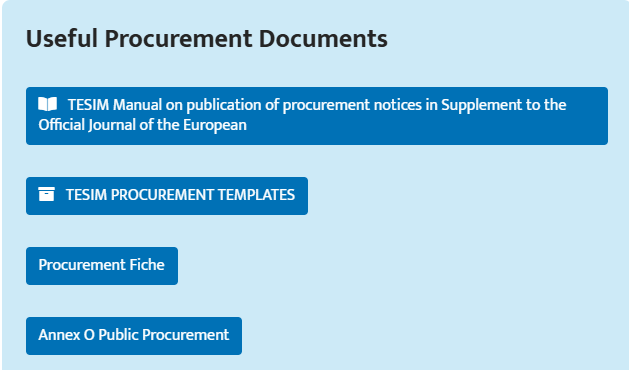 Useful Procurement Documents
TESIM Manual on publication of procurement notices in Supplement to the
Official Journal of the European
TESIM PROCUREMENT TEMPLATES
Procurement Fiche
Annex O Public Procurement